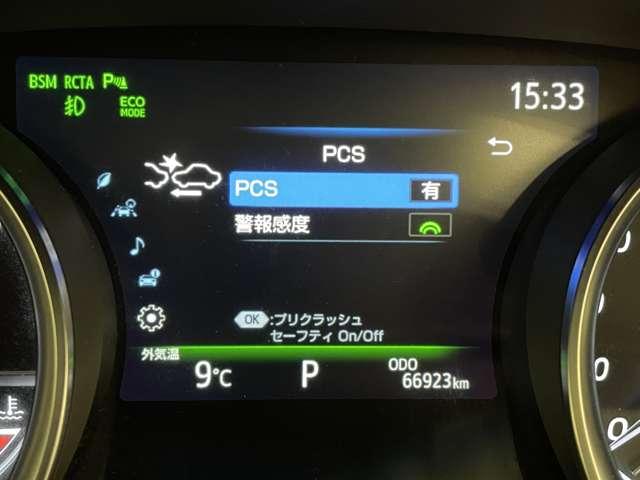 BSM RCTA P
ECO
MODE
15:33
PCS
PCS 有
警報感度
OK :プリクラッシュ
セーフティ On/Off
外気温
9℃ P ODO
66923km